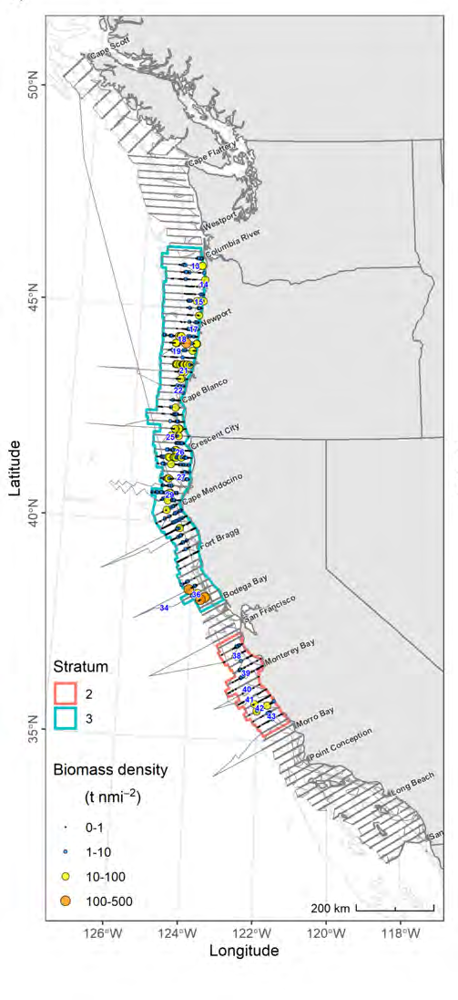 Cape Scott
50°N
Cape Flattery
Westport
Columbia River
13
14
45°N
15
Newport
17
18
19
21
22
Cape Blanco
25
Crescent City
26
27
Cape Mendocino
40°N
Fort Bragg
36
Bodega Bay
34
San Francisco
38
Monterey Bay
39
40
41
42
43
35°N
Morro Bay
Point Conception
Long Beach
San
Latitude
Stratum
2
3
Biomass density
(t nmi⁻²)
0-1
1-10
10-100
100-500
200 km
126°W
124°W
122°W
120°W
118°W
Longitude